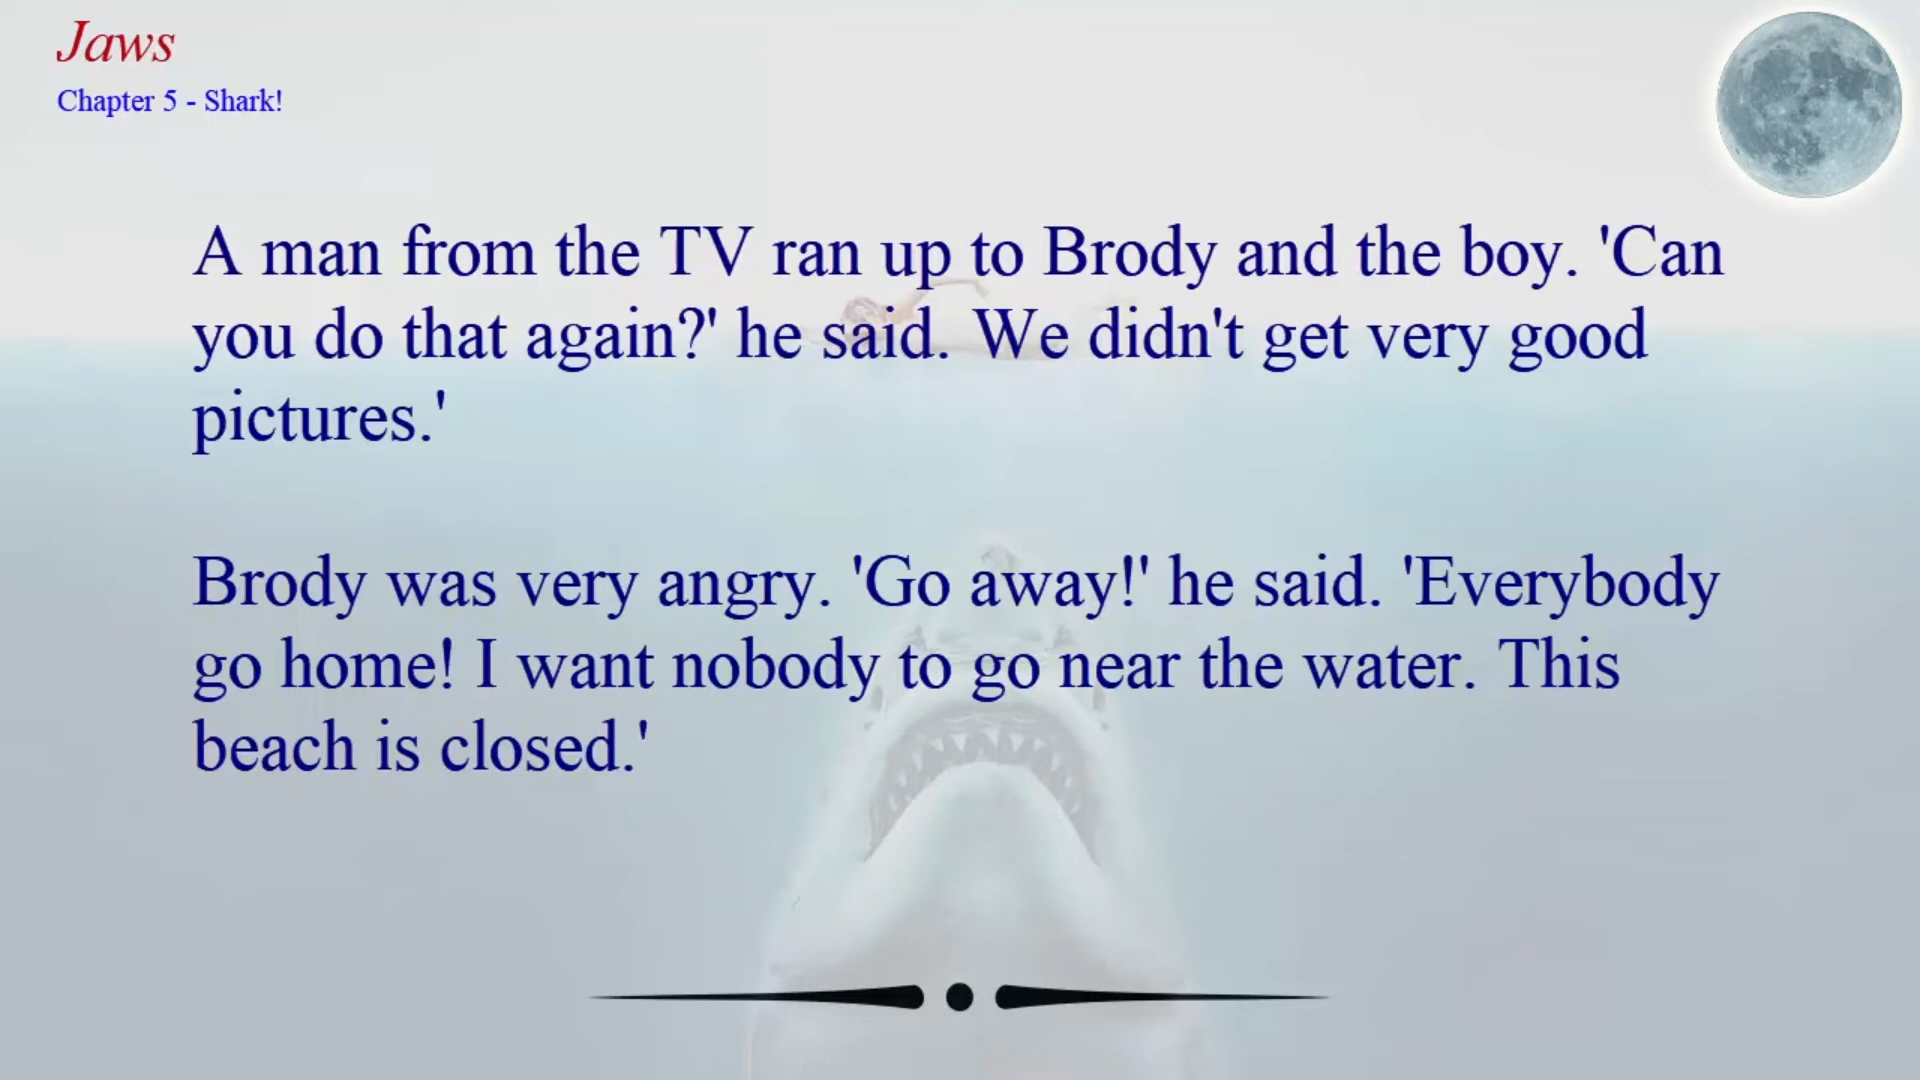 Jaws
Chapter 5 - Shark!
A man from the TV ran up to Brody and the boy. 'Can
you do that again?' he said. We didn't get very good
pictures.'
Brody was very angry. 'Go away!' he said. 'Everybody
go home! I want nobody to go near the water. This
beach is closed.'